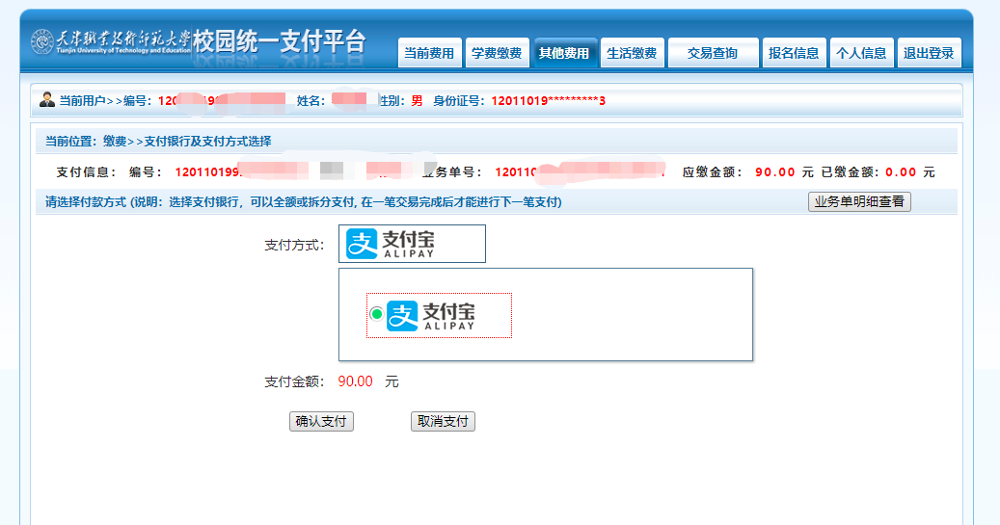 天津职业技术师范大学 校园统一支付平台
Tianjin University of Technology and Education
当前费用 学费缴费 其他费用 生活缴费 交易查询 报名信息 个人信息 退出登录
当前用户>>编号: 120 19 姓名: 性别: 男 身份证号: 12011019*********3
当前位置: 缴费>>支付银行及支付方式选择
支付信息: 编号: 120110199 业务单号: 120110 应缴金额: 90.00 元 已缴金额: 0.00 元
请选择付款方式 (说明: 选择支付银行, 可以全额或拆分支付, 在一笔交易完成后才能进行下一笔支付) 业务单明细查看
支付方式: 支 支付宝
ALIPAY
支 支付宝
ALIPAY
支付金额: 90.00 元
确认支付 取消支付